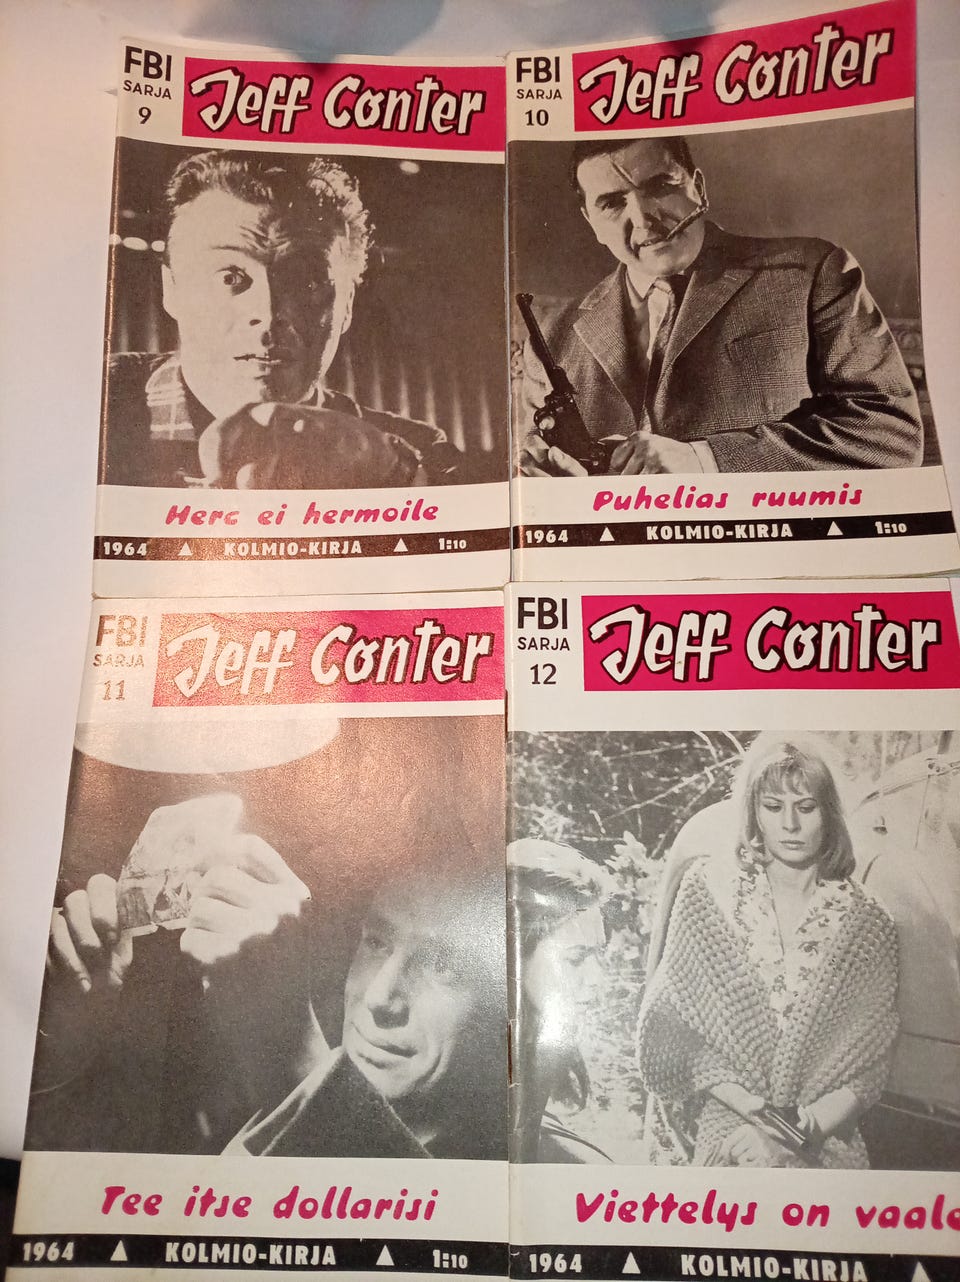 FBI
SARJA
9
Jeff Conter
Herc ei hermoile
1964 KOLMIO-KIRJA 1:10
FBI
SARJA
10
Jeff Conter
Puhelias ruumis
1964 KOLMIO-KIRJA 1:10
FBI
SARJA
11
Jeff Conter
Tee itse dollarisi
1964 KOLMIO-KIRJA 1:10
FBI
SARJA
12
Jeff Conter
Viettelys on vaale
1964 KOLMIO-KIRJA